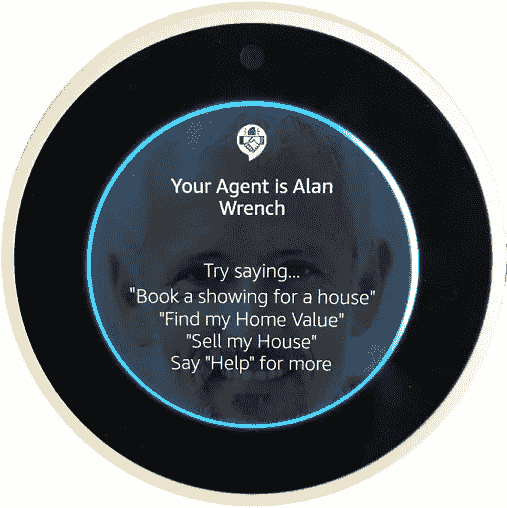 Your Agent is Alan
Wrench
Try saying...
"Book a showing for a house"
"Find my Home Value"
"Sell my House"
Say "Help" for more